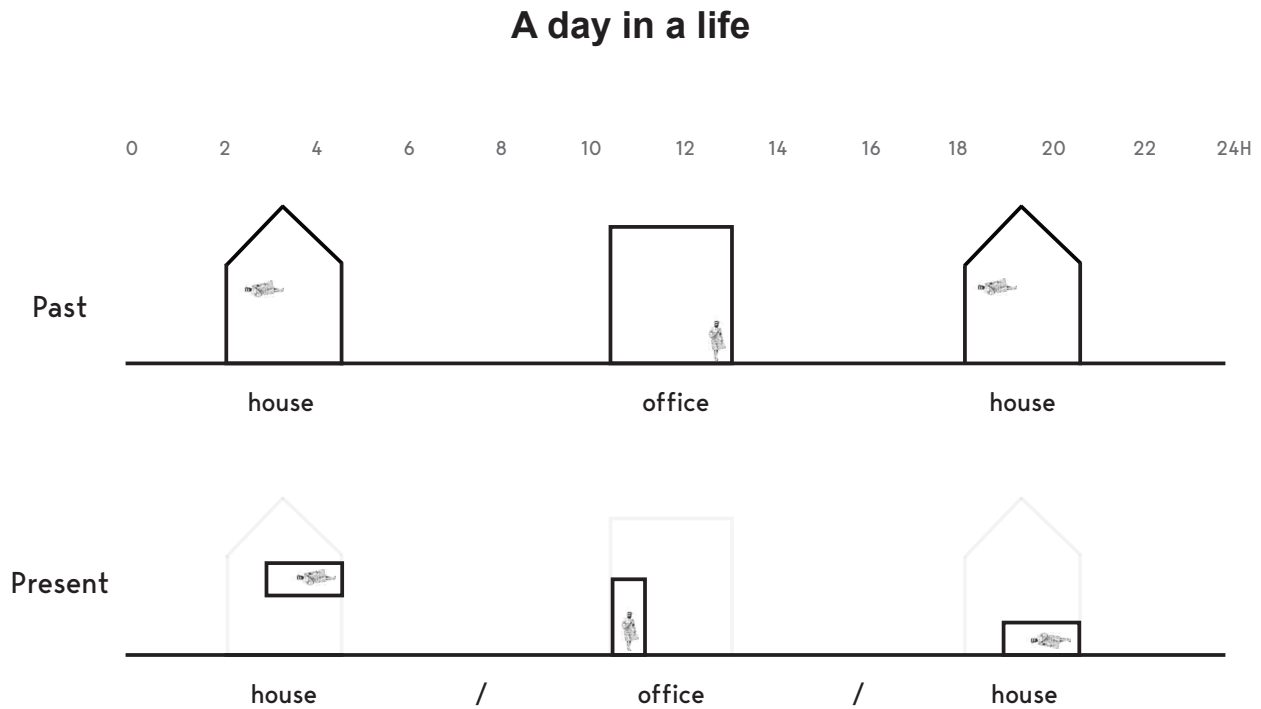 A day in a life
0 2 4 6 8 10 12 14 16 18 20 22 24H
Past
house office house
Present
house / office / house